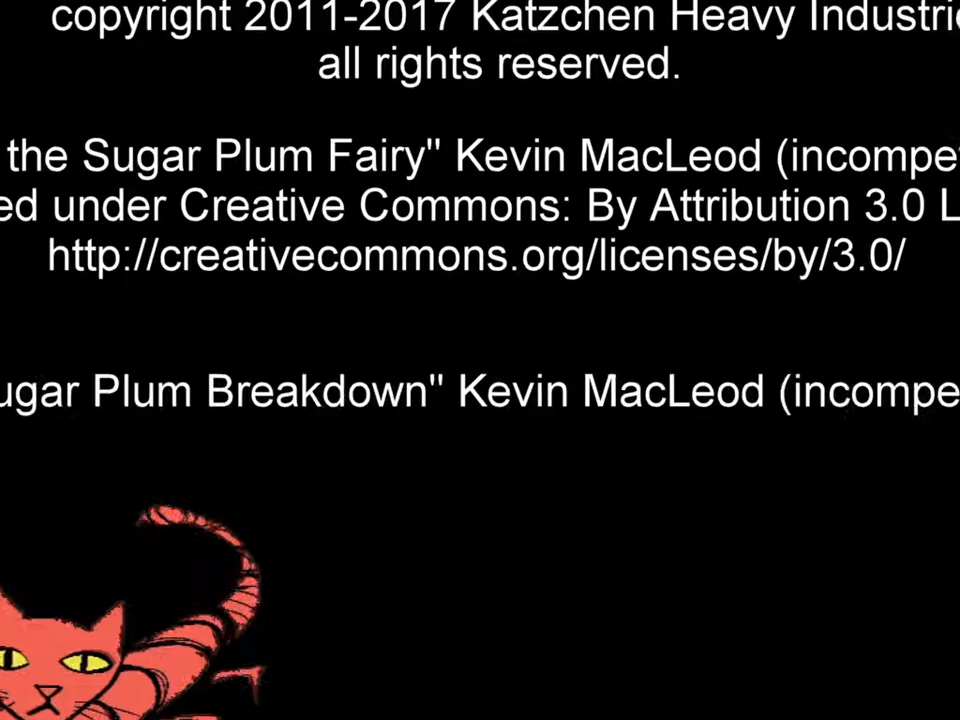 copyright 2011-2017 Katzchen Heavy Industri
all rights reserved.
the Sugar Plum Fairy" Kevin MacLeod (incompe
ed under Creative Commons: By Attribution 3.0 L
http://creativecommons.org/licenses/by/3.0/
ugar Plum Breakdown" Kevin MacLeod (incompe